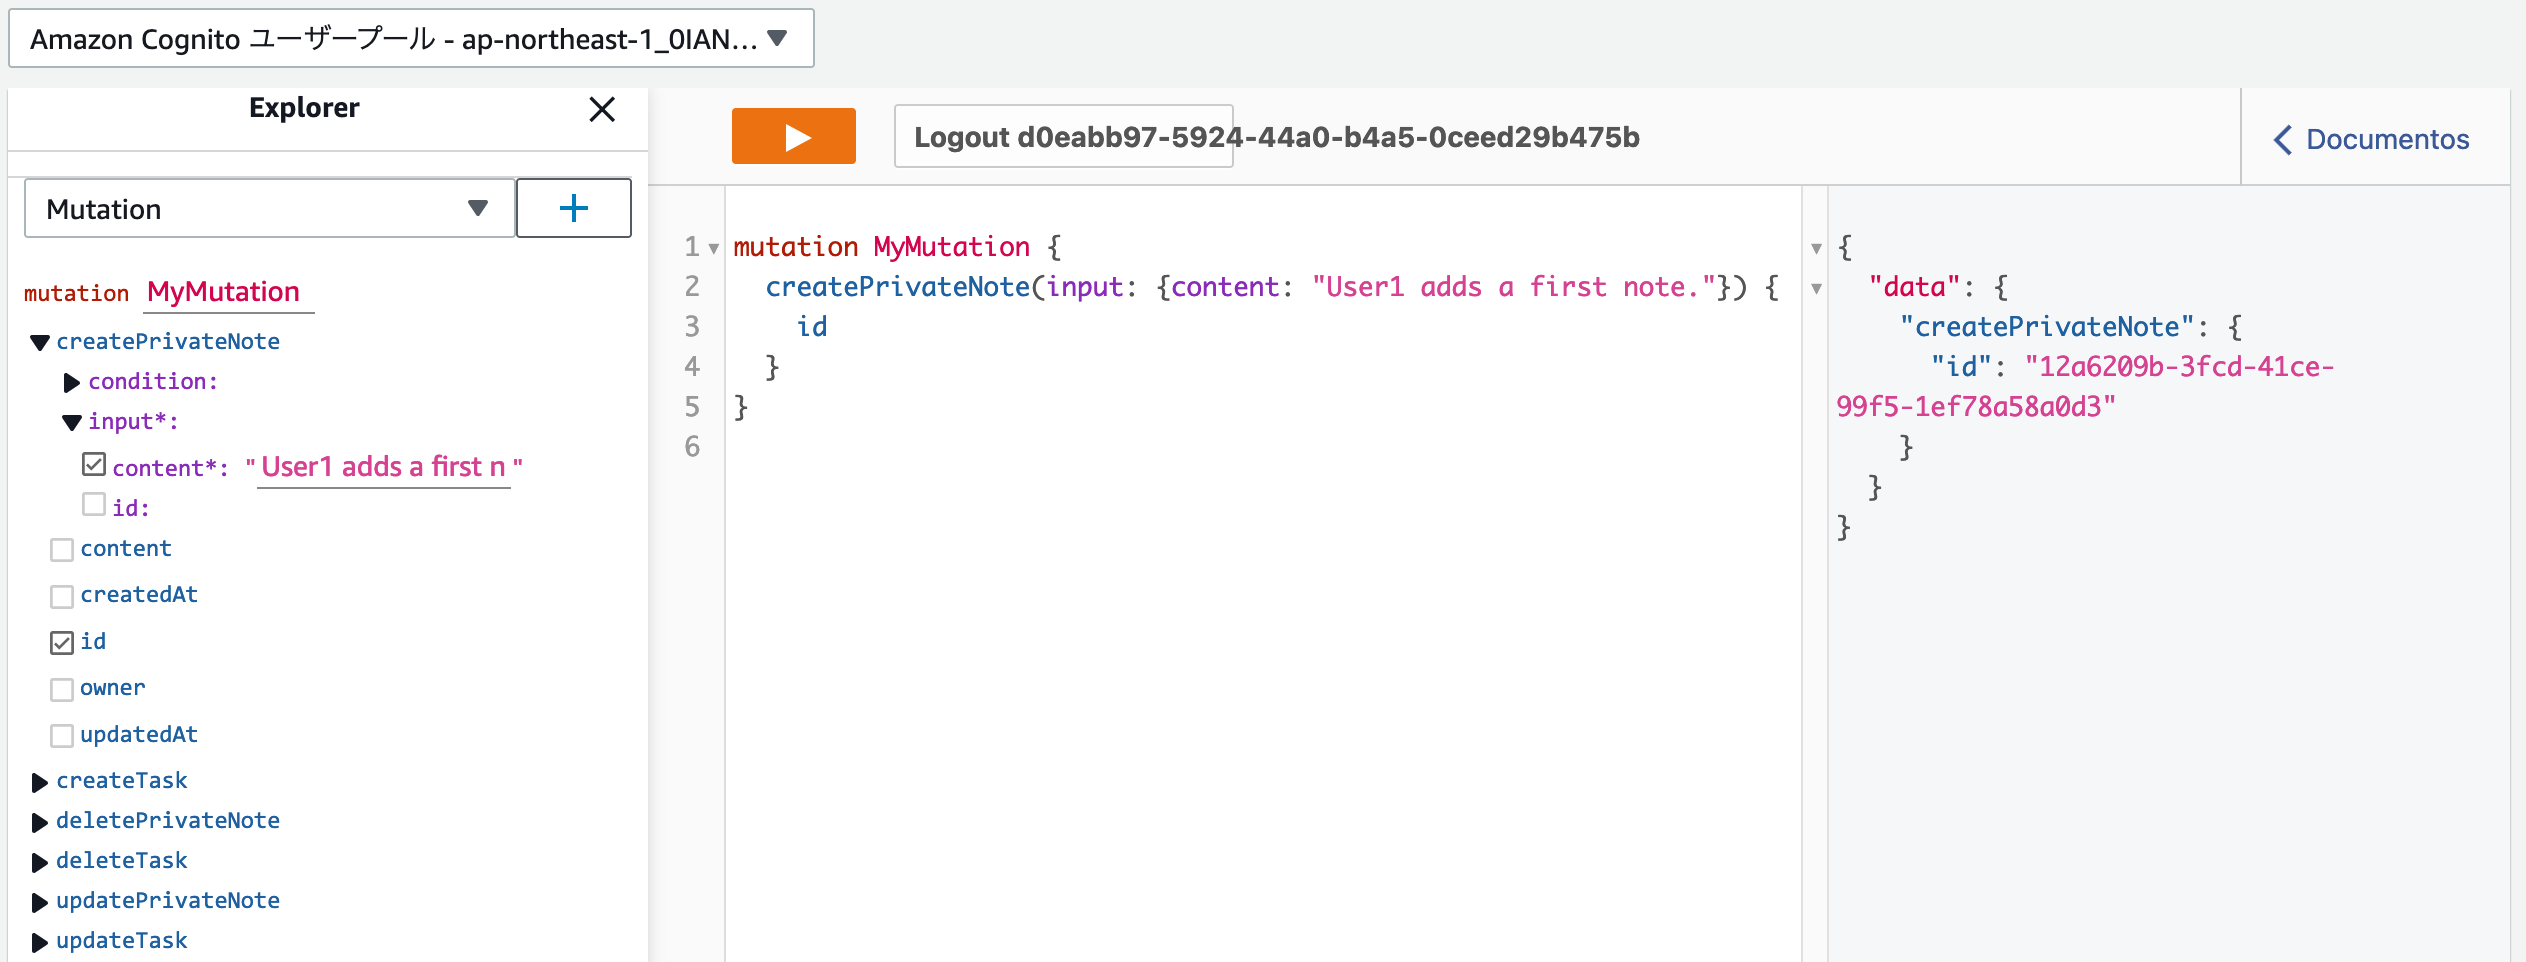 Amazon Cognito ユーザープール - ap-northeast-1_0IAN...
Explorer
Mutation
mutation MyMutation
createPrivateNote
condition:
input*:
content*: "User1 adds a first n"
id:
content
createdAt
id
owner
updatedAt
createTask
deletePrivateNote
deleteTask
updatePrivateNote
updateTask
Logout d0eabb97-5924-44a0-b4a5-0ceed29b475b
Documentos
1 mutation MyMutation {
2 createPrivateNote(input: {content: "User1 adds a first note."}) {
3 id
4 }
5 }
6
{
"data": {
"createPrivateNote": {
"id": "12a6209b-3fcd-41ce-
99f5-1ef78a58a0d3"
}
}
}